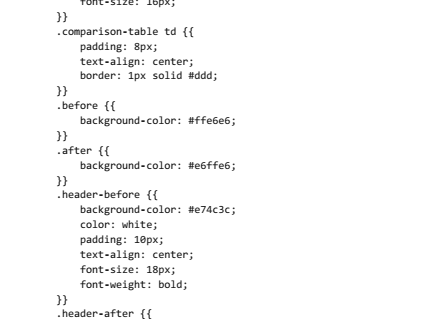 font-size: 16px;
}}
.comparison-table td {{
padding: 8px;
text-align: center;
border: 1px solid #ddd;
}}
.before {{
background-color: #ffe6e6;
}}
.after {{
background-color: #e6ffe6;
}}
.header-before {{
background-color: #e74c3c;
color: white;
padding: 10px;
text-align: center;
font-size: 18px;
font-weight: bold;
}}
.header-after {{